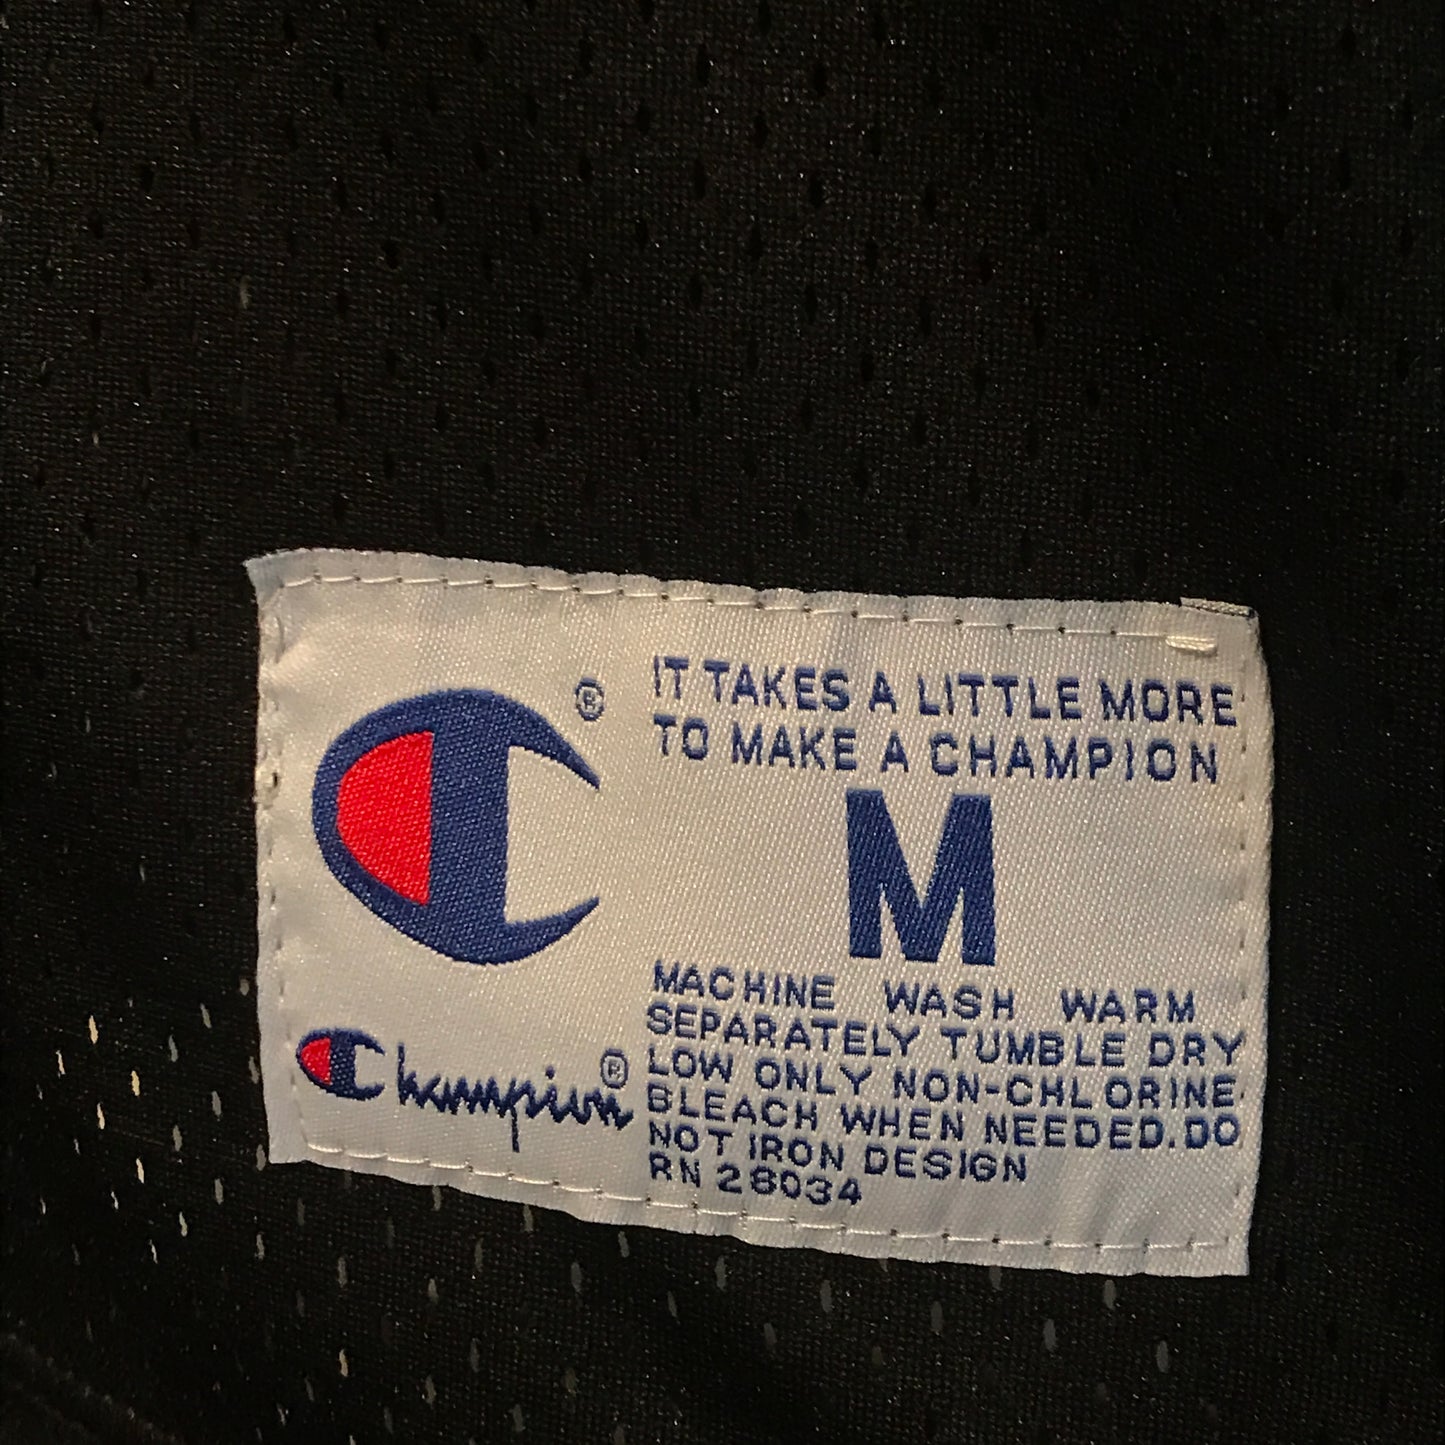 IT TAKES A LITTLE MORE
TO MAKE A CHAMPION
M
MACHINE WASH WARM
SEPARATELY TUMBLE DRY
LOW ONLY NON-CHLORINE
BLEACH WHEN NEEDED.DO
NOT IRON DESIGN
RN 26034
®
Champion®